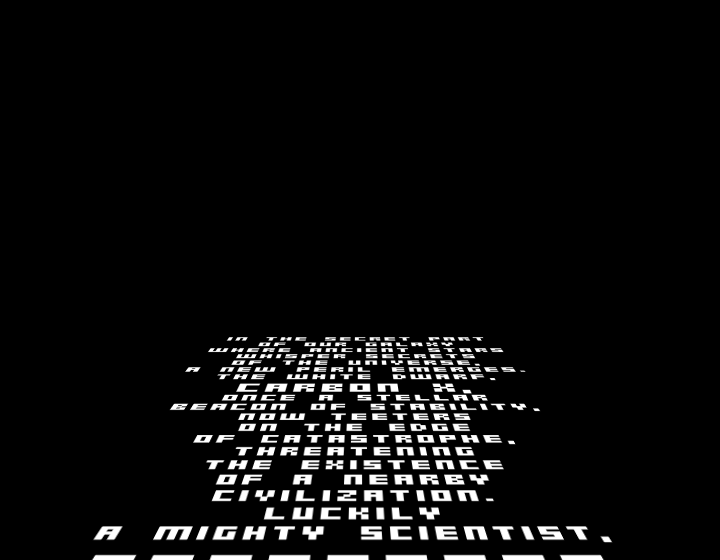 IN THE SECRET PART
OF OUR GALAXY,
WHERE ANCIENT STARS
WHISPER SECRETS
OF THE UNIVERSE,
A NEW PERIL EMERGES.
THE WHITE DWARF,
CARBON X,
ONCE A STELLAR
BEACON OF STABILITY,
NOW TEETERS
ON THE EDGE
OF CATASTROPHE,
THREATENING
THE EXISTENCE
OF A NEARBY
CIVILIZATION.
LUCKILY
A MIGHTY SCIENTIST,